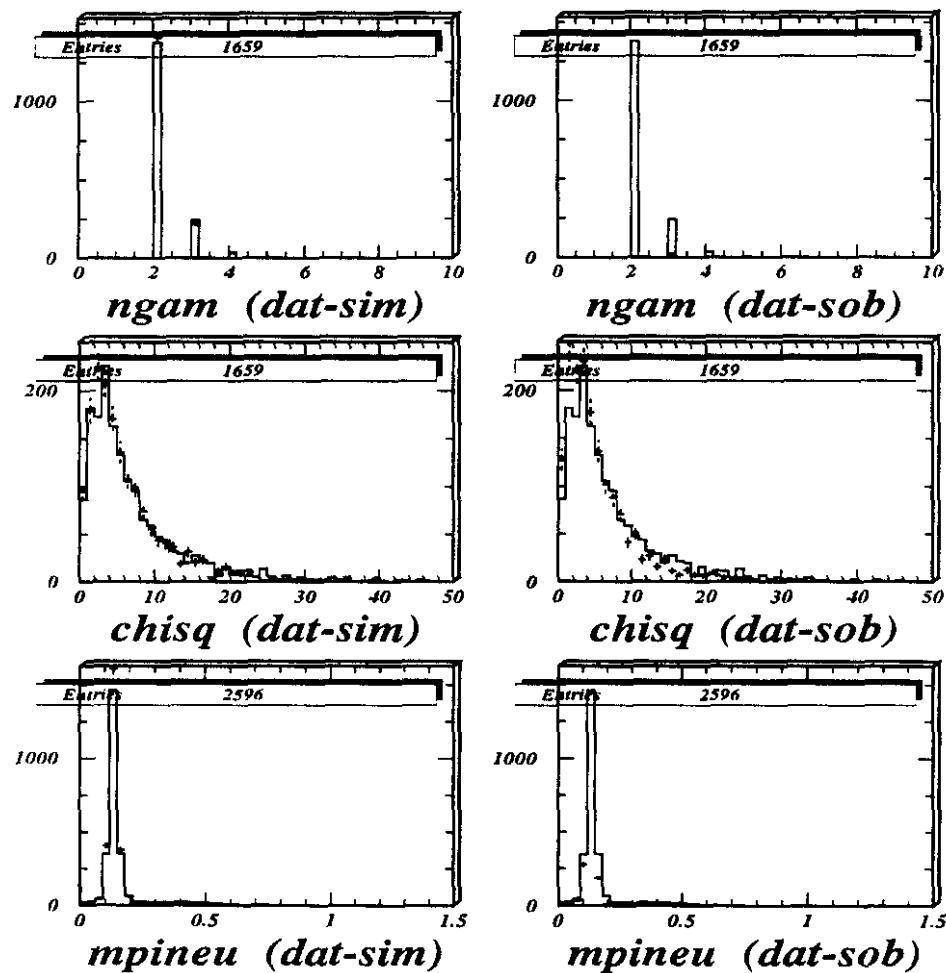 Entries 1659 Entries 1659
1000 1000
0 0
0 2 4 6 8 10 0 2 4 6 8 10
ngam (dat-sim) ngam (dat-sob)
Entries 1659 Entries 1659
200 200
0 0
0 10 20 30 40 50 0 10 20 30 40 50
chisq (dat-sim) chisq (dat-sob)
Entries 2596 Entries 2596
1000 1000
0 0
0 0.5 1 1.5 0 0.5 1 1.5
mpineu (dat-sim) mpineu (dat-sob)